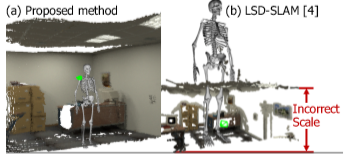 (a) Proposed method
(b) LSD-SLAM [4]
Incorrect
Scale